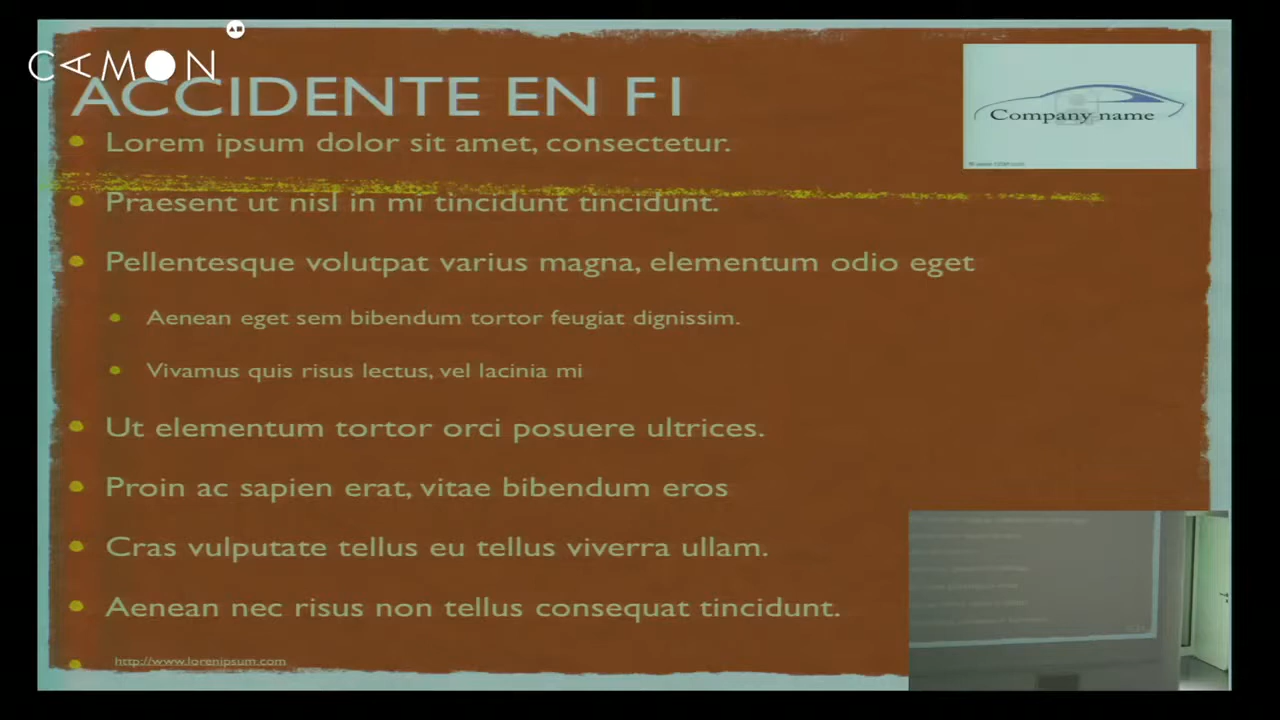 CAMON
ACCIDENTE EN F1
Company name
Lorem ipsum dolor sit amet, consectetur.
Praesent ut nisl in mi tincidunt tincidunt.
Pellentesque volutpat varius magna, elementum odio eget
Aenean eget sem bibendum tortor feugiat dignissim.
Vivamus quis risus lectus, vel lacinia mi
Ut elementum tortor orci posuere ultrices.
Proin ac sapien erat, vitae bibendum eros
Cras vulputate tellus eu tellus viverra ullam.
Aenean nec risus non tellus consequat tincidunt.
http://www.lorenipsum.com